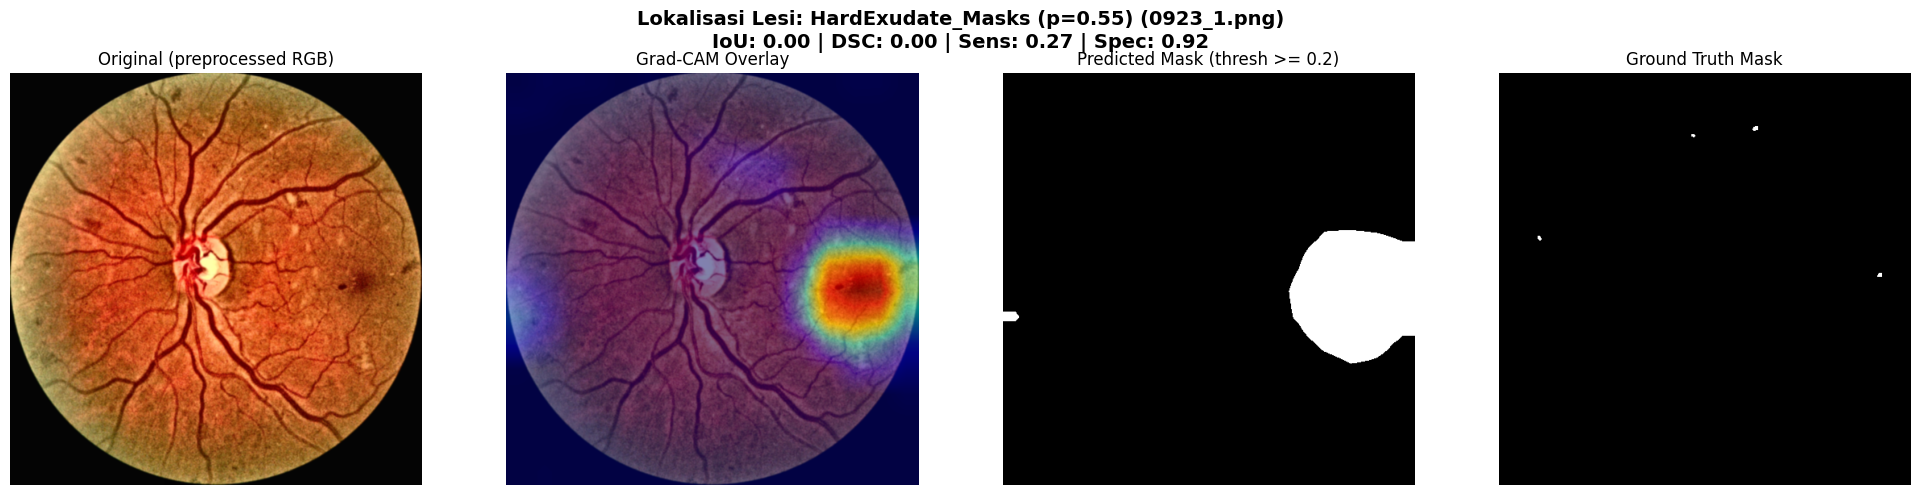 Lokalisasi Lesi: HardExudate_Masks (p=0.55) (0923_1.png)
IoU: 0.00 | DSC: 0.00 | Sens: 0.27 | Spec: 0.92
Original (preprocessed RGB)
Grad-CAM Overlay
Predicted Mask (thresh >= 0.2)
Ground Truth Mask